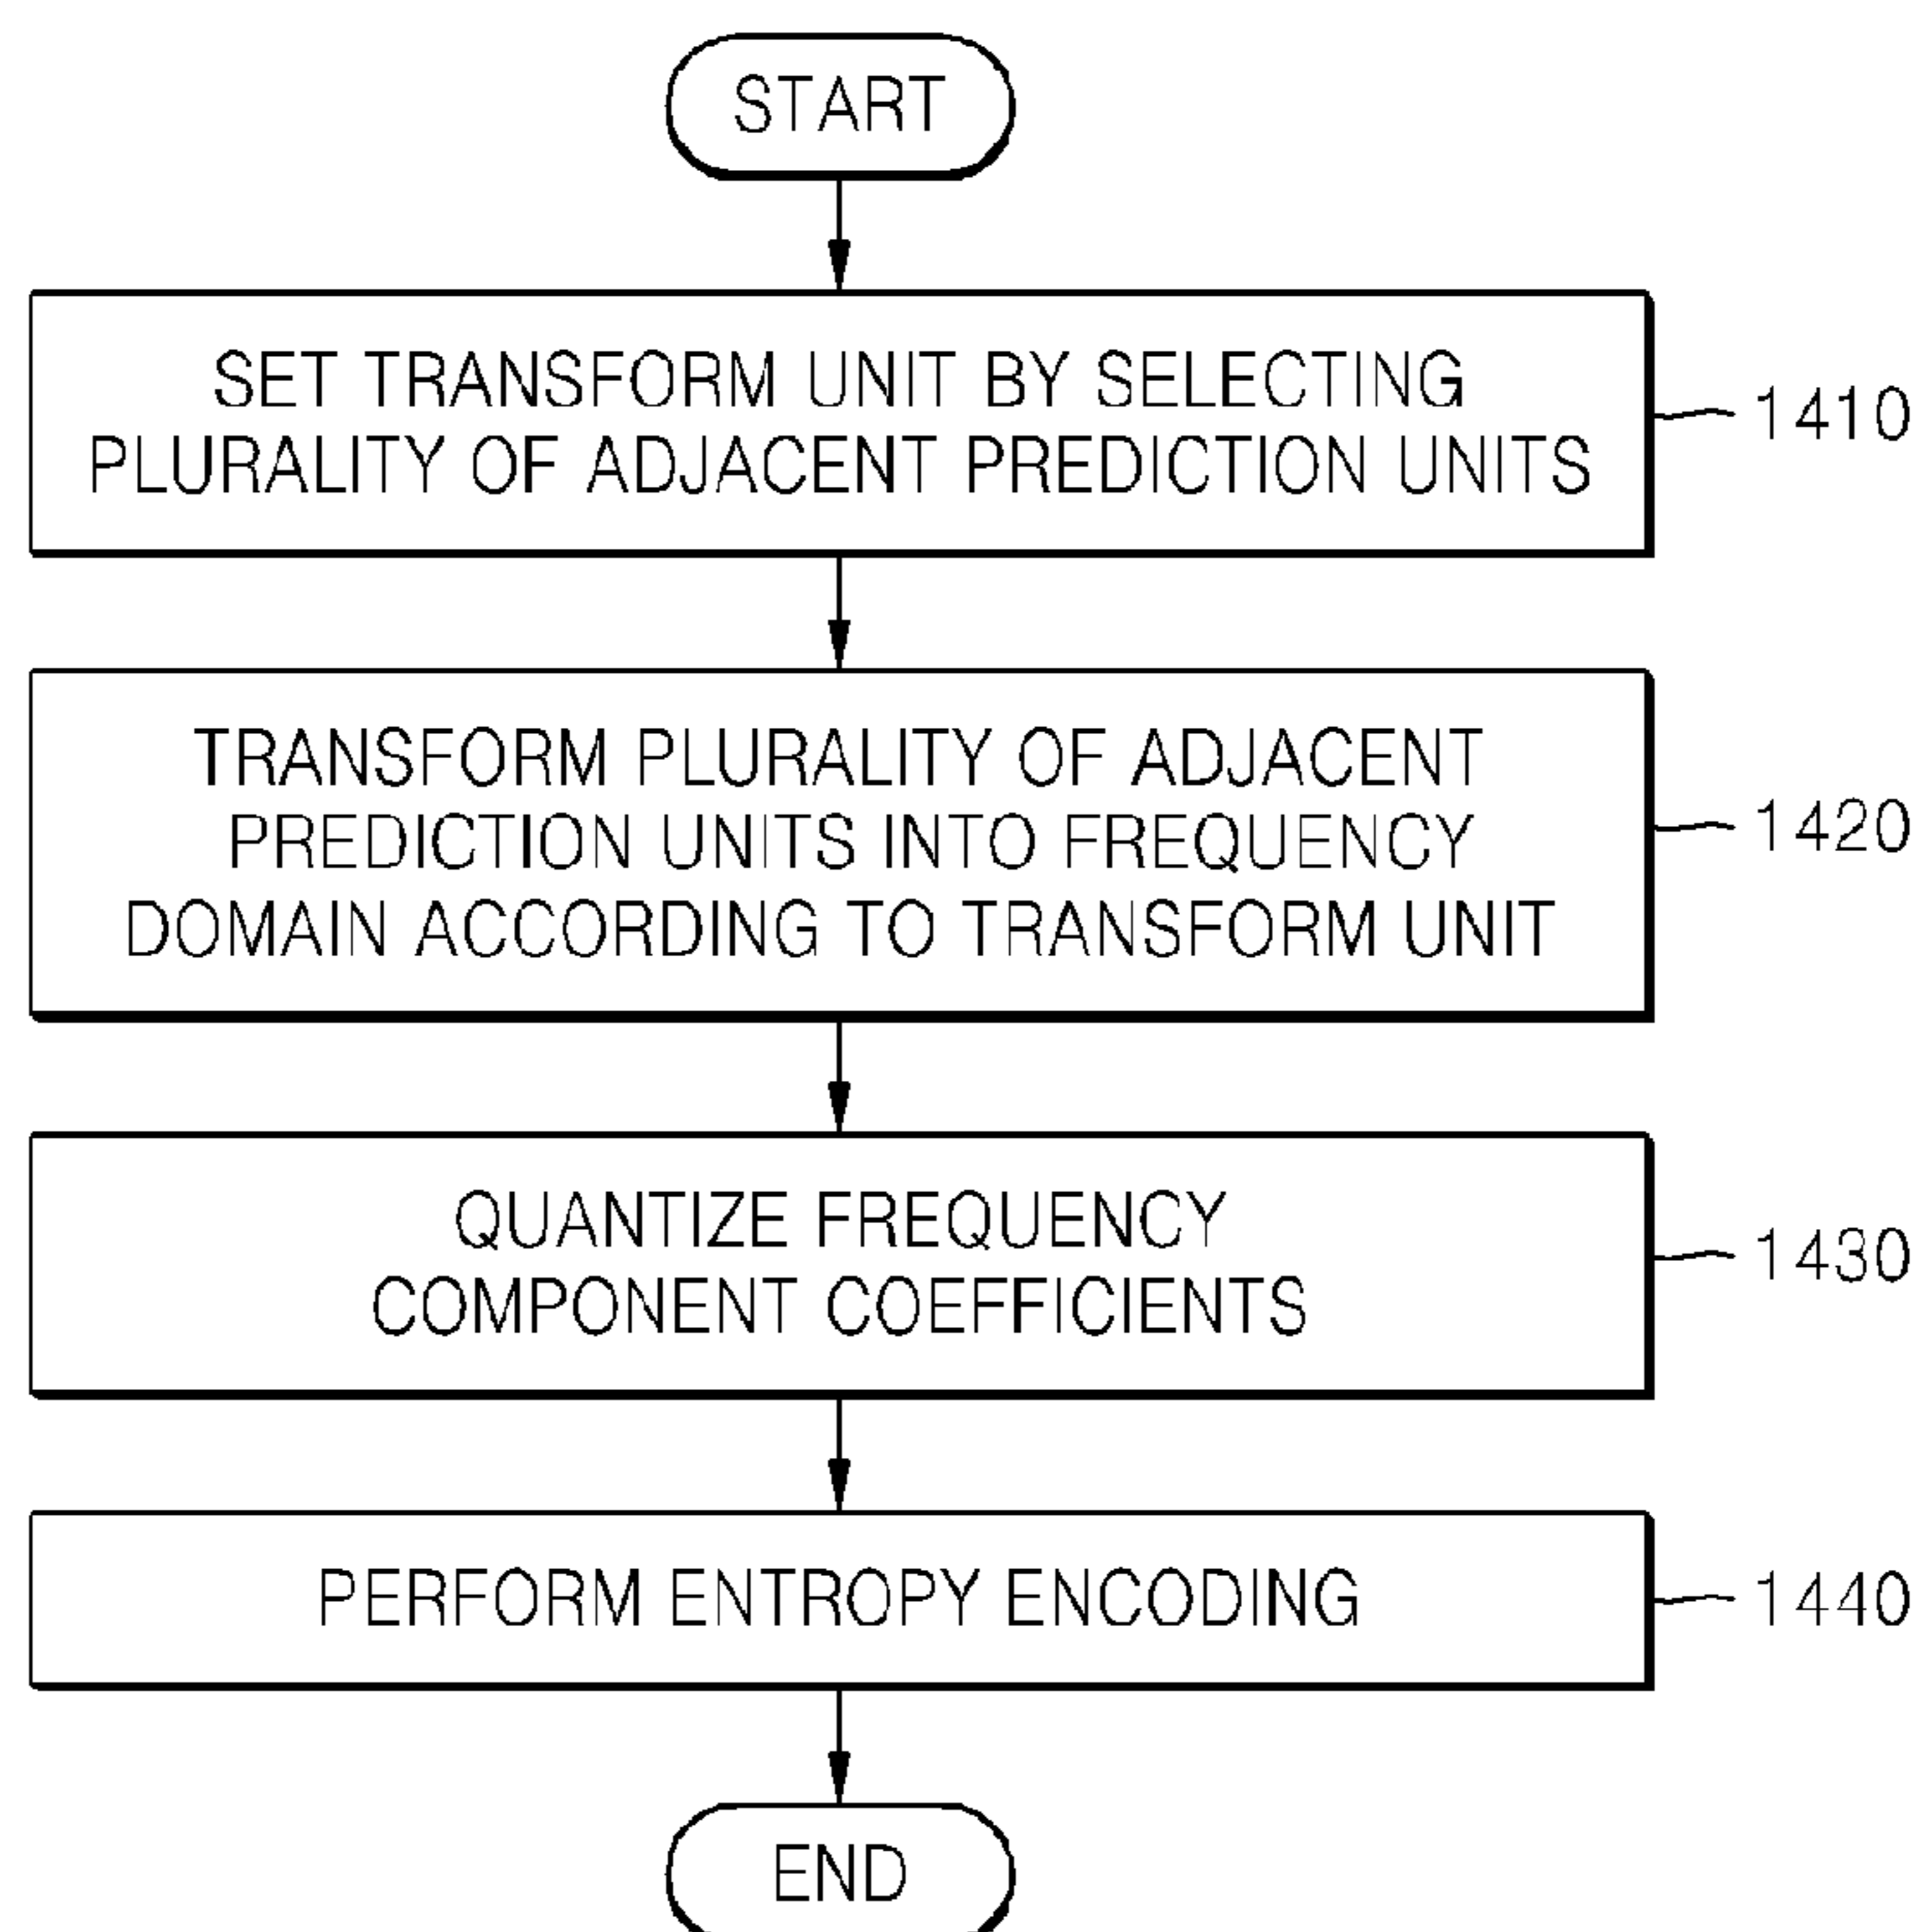 START
SET TRANSFORM UNIT BY SELECTING
PLURALITY OF ADJACENT PREDICTION UNITS
1410
TRANSFORM PLURALITY OF ADJACENT
PREDICTION UNITS INTO FREQUENCY
DOMAIN ACCORDING TO TRANSFORM UNIT
1420
QUANTIZE FREQUENCY
COMPONENT COEFFICIENTS
1430
PERFORM ENTROPY ENCODING
1440
END